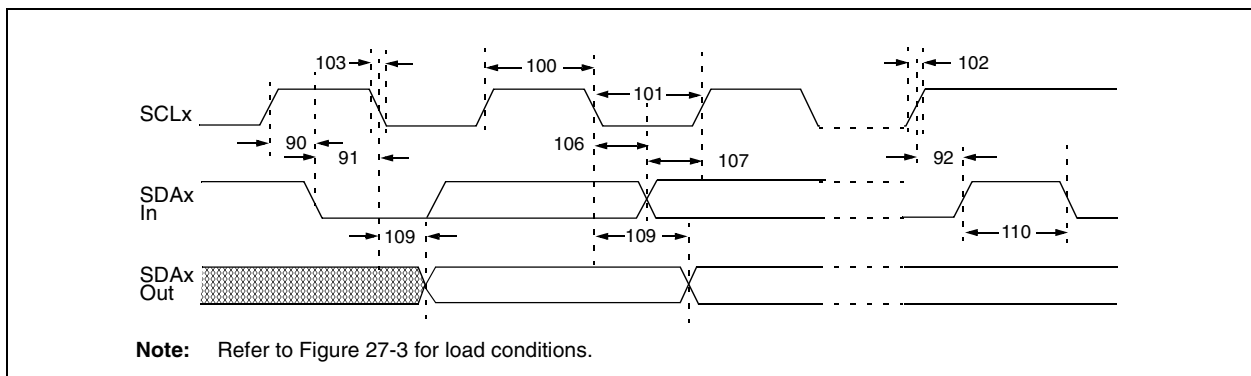 103
100
101
102
SCLx
90
91
106
107
92
SDAx
In
109
109
110
SDAx
Out
Note: Refer to Figure 27-3 for load conditions.